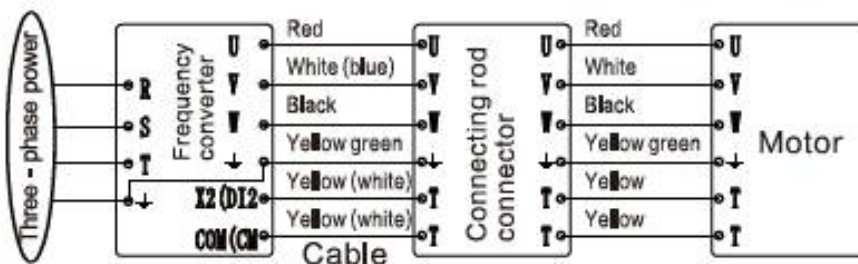 Three - phase power
R
S
T
Frequency converter
U
V
W
X2(DI2
COM(CM
Red
White (blue)
Black
Yellow green
Yellow (white)
Yellow (white)
Cable
U
V
W
T
T
Connecting rod connector
U
V
W
T
T
Red
White
Black
Yellow green
Yellow
Yellow
U
V
W
T
T
Motor